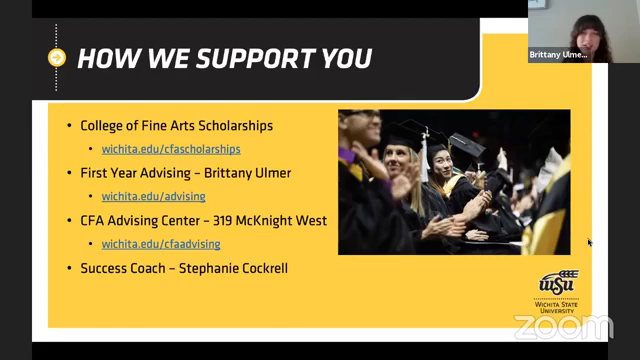 HOW WE SUPPORT YOU
Brittany Ulme...
• College of Fine Arts Scholarships
• wichita.edu/cfascholarships
• First Year Advising – Brittany Ulmer
• wichita.edu/advising
• CFA Advising Center – 319 McKnight West
• wichita.edu/cfaadvising
• Success Coach – Stephanie Cockrell
WSU
WICHITA STATE
UNIVERSITY
zoom